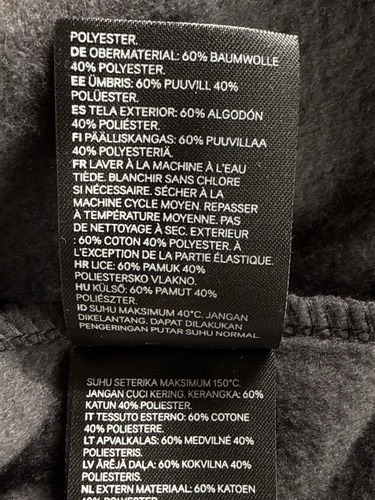 POLYESTER.
DE OBERMATERIAL: 60% BAUMWOLLE
40% POLYESTER.
EE ÜMBRIS: 60% PUUVILL 40%
POLÜESTER.
ES TELA EXTERIOR: 60% ALGODÓN
40% POLIÉSTER.
FI PÄÄLLISKANGAS: 60% PUUVILLAA
40% POLYESTERIÄ.
FR LAVER À LA MACHINE À L'EAU
TIÈDE. BLANCHIR SANS CHLORE
SI NÉCESSAIRE. SÉCHER À LA
MACHINE CYCLE MOYEN. REPASSER
À TEMPÉRATURE MOYENNE. PAS
DE NETTOYAGE À SEC. EXTERIEUR
: 60% COTON 40% POLYESTER. À
L'EXCEPTION DE LA PARTIE ÉLASTIQUE.
HR LICE: 60% PAMUK 40%
POLIESTERSKO VLAKNO.
HU KÜLSŐ: 60% PAMUT 40%
POLIÉSZTER.
ID SUHU MAKSIMUM 40°C. JANGAN
DIKELANTANG. DAPAT DILAKUKAN
PENGERINGAN PUTAR SUHU NORMAL.
SUHU SETERIKA MAKSIMUM 150°C.
JANGAN CUCI KERING. KERANGKA: 60%
KATUN 40% POLIESTER.
IT TESSUTO ESTERNO: 60% COTONE
40% POLIESTERE.
LT APVALKALAS: 60% MEDVILNĖ 40%
POLIESTERIS.
LV ĀRĒJĀ DAĻA: 60% KOKVILNA 40%
POLIESTERIS.
NL EXTERN MATERIAAL: 60% KATOEN
40% POLYESTER.